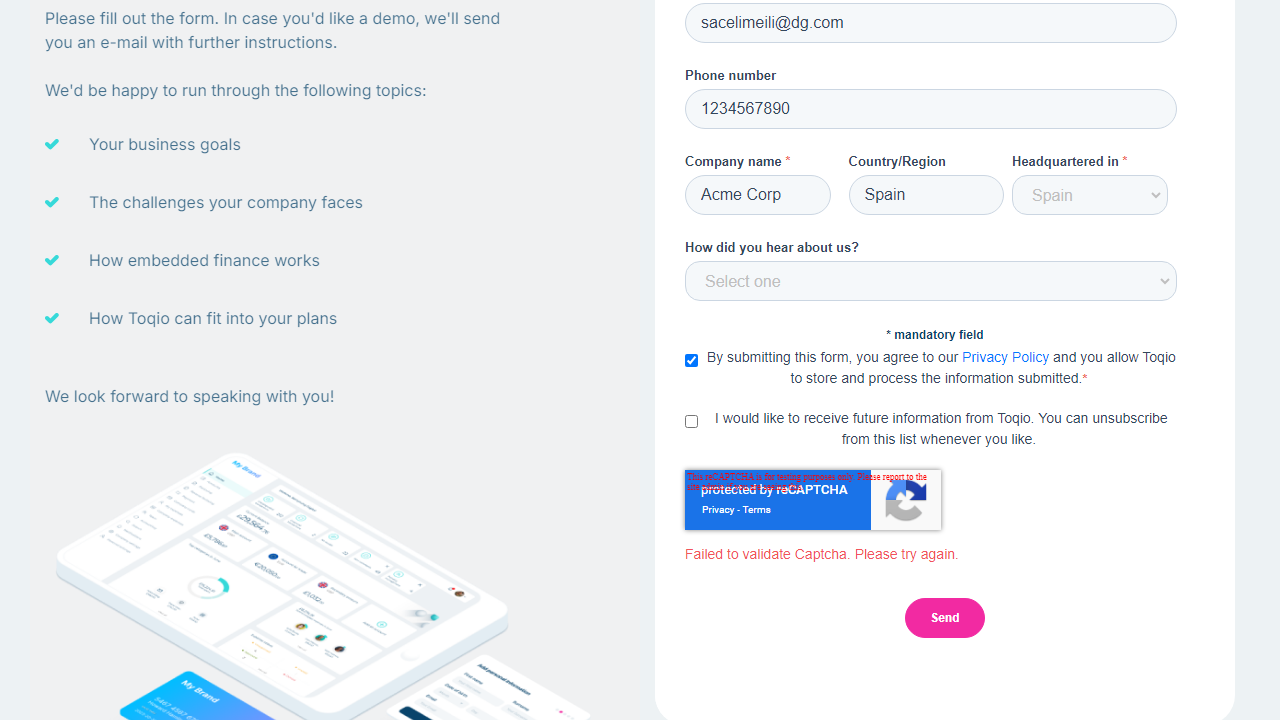 Please fill out the form. In case you'd like a demo, we'll send
you an e-mail with further instructions.
We'd be happy to run through the following topics:
Your business goals
The challenges your company faces
How embedded finance works
How Toqio can fit into your plans
We look forward to speaking with you!
My Brand
My Brand
Add personal information
sacelimeili@dg.com
Phone number
1234567890
Company name *
Country/Region
Headquartered in *
Acme Corp
Spain
Spain
How did you hear about us?
Select one
* mandatory field
By submitting this form, you agree to our Privacy Policy and you allow Toqio
to store and process the information submitted.*
I would like to receive future information from Toqio. You can unsubscribe
from this list whenever you like.
This reCAPTCHA is for testing purposes only. Please report to the
protected by reCAPTCHA
Privacy - Terms
Failed to validate Captcha. Please try again.
Send